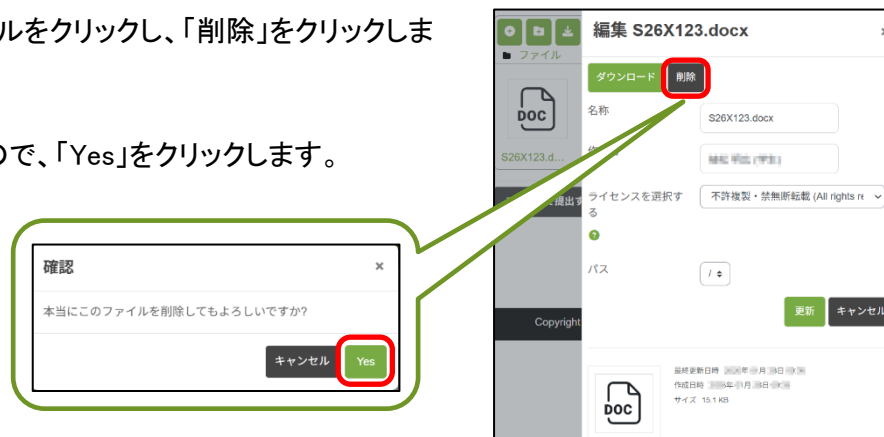 ルをクリックし、「削除」をクリックしま
ので、「Yes」をクリックします。
確認
×
本当にこのファイルを削除してもよろしいですか?
キャンセル
Yes
ファイル
DOC
S26X123.d...
Copyright
編集 S26X123.docx
ダウンロード
削除
名称
S26X123.docx
ライセンスを選択す
る
不許複製・禁無断転載 (All rights re
?
パス
/
更新
キャンセル
DOC
最終更新日時
作成日時
サイズ 15.1 KB